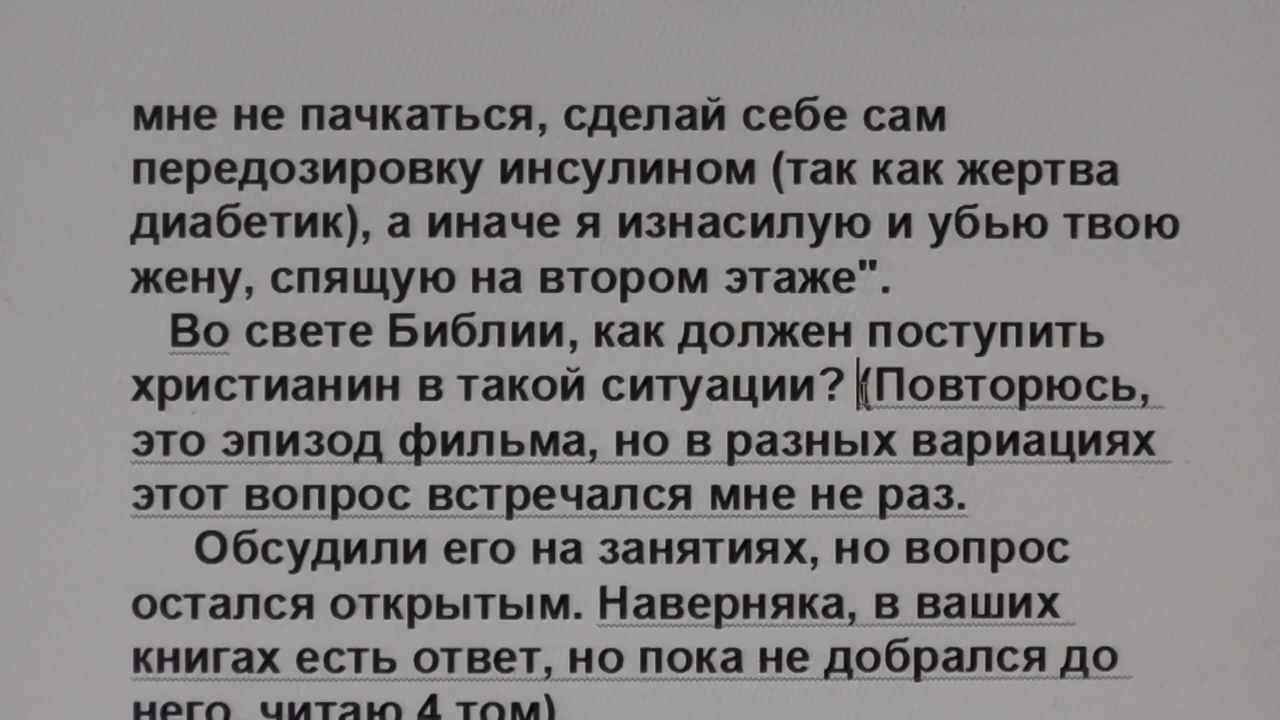 мне не пачкаться, сделай себе сам
передозировку инсулином (так как жертва
диабетик), а иначе я изнасилую и убью твою
жену, спящую на втором этаже".
Во свете Библии, как должен поступить
христианин в такой ситуации? (Повторюсь,
это эпизод фильма, но в разных вариациях
этот вопрос встречался мне не раз.
Обсудили его на занятиях, но вопрос
остался открытым. Наверняка, в ваших
книгах есть ответ, но пока не добрался до
него, читаю 4 том)